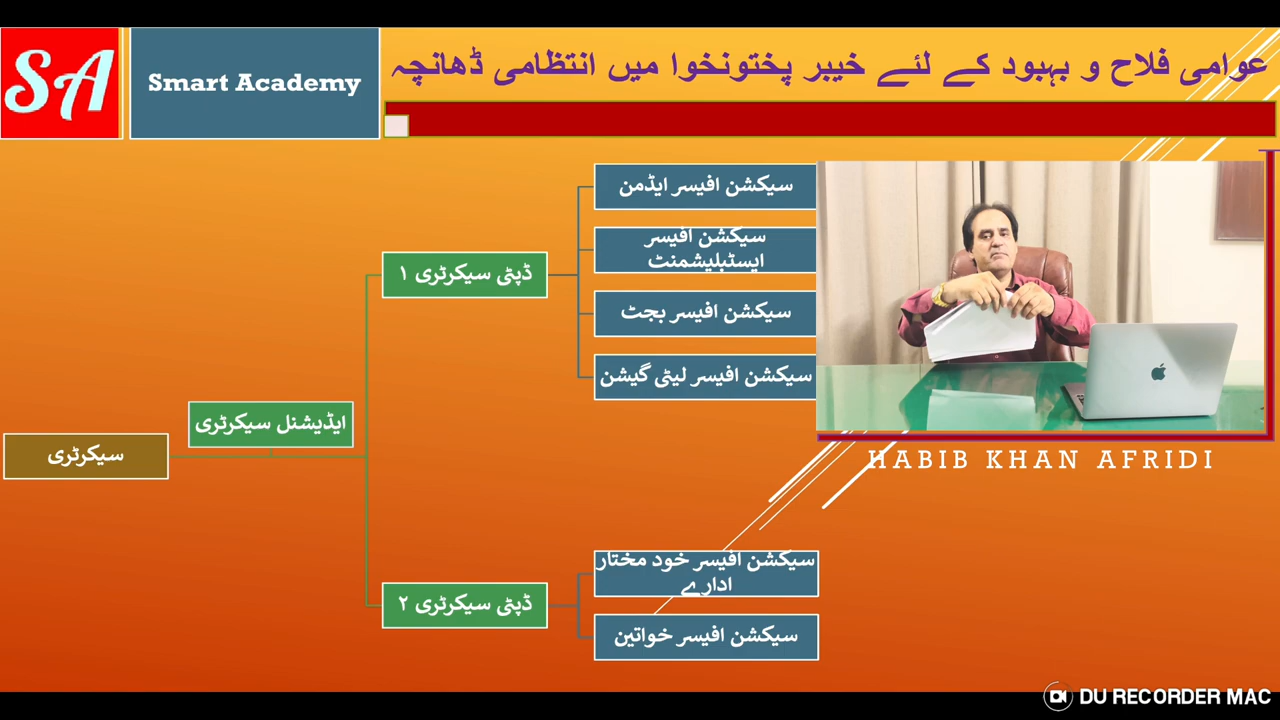 SA
Smart Academy
عوامی فلاح و بہبود کے لئے خیبر پختونخوا میں انتظامی ڈھانچہ
سیکرٹری
ایڈیشنل سیکرٹری
ڈپٹی سیکرٹری ۱
سیکشن افیسر ایڈمن
سیکشن افیسر
ایسٹبلیشمنٹ
سیکشن افیسر بجٹ
سیکشن افیسر لیٹی گیشن
ڈپٹی سیکرٹری ۲
سیکشن افیسر خود مختار
ادارے
سیکشن افیسر خواتین
HABIB KHAN AFRIDI
DU RECORDER MAC